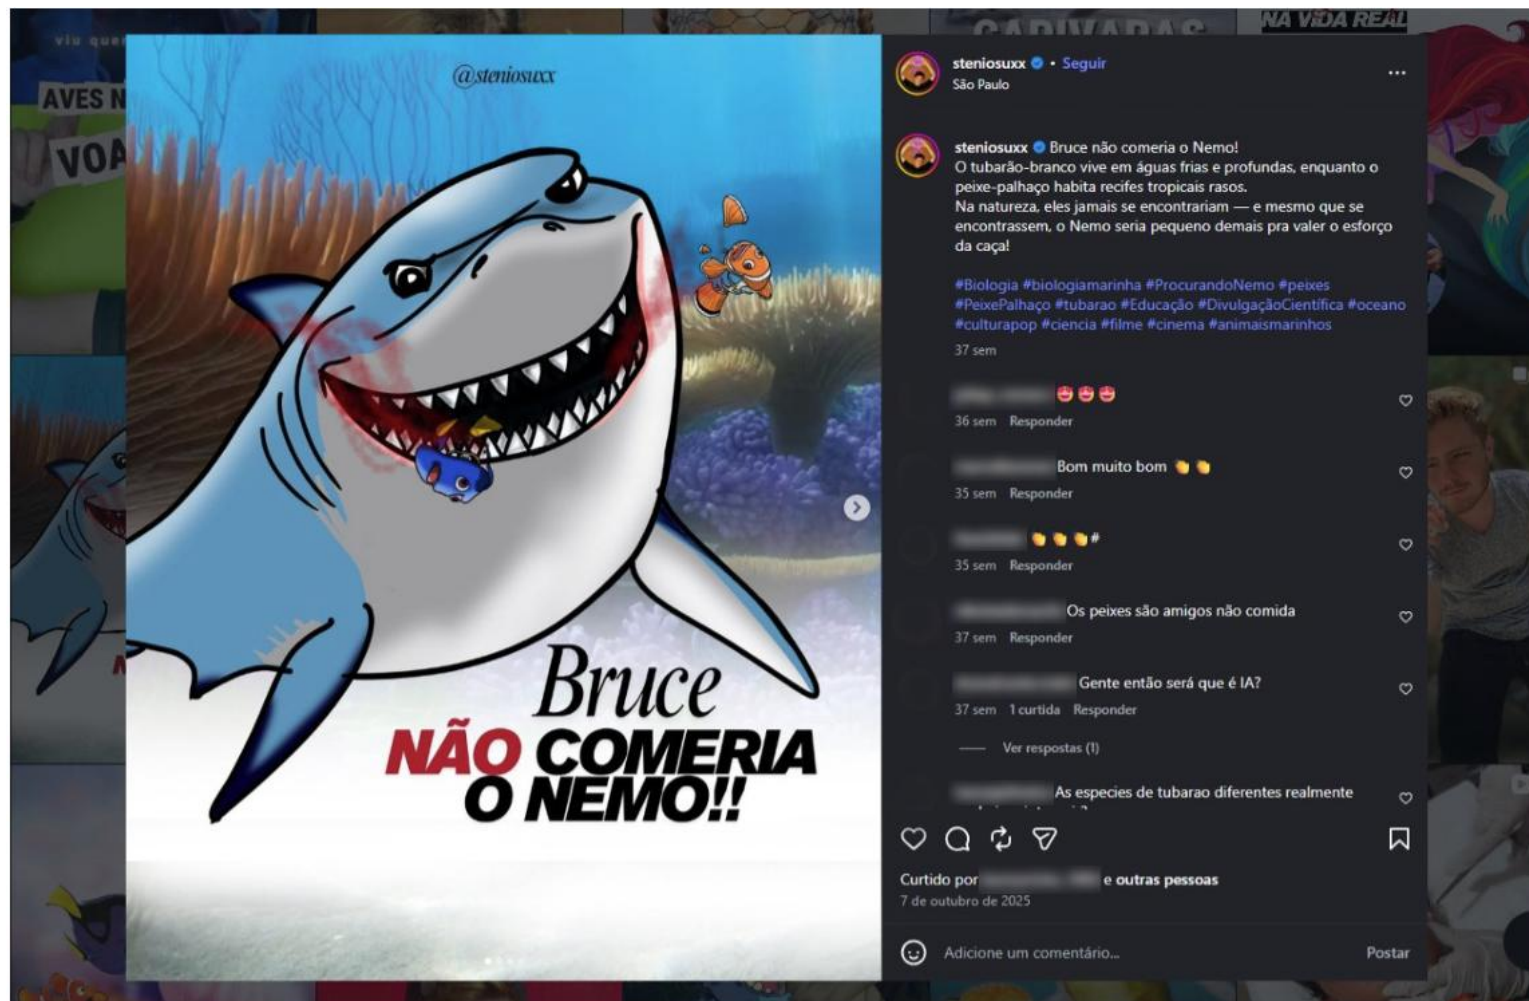 viu que
AVES N
VOA
CAPIVARAS
NA VIDA REAL
@steniosuxx
Bruce
NÃO COMERIA
O NEMO!!
steniosuxx • Seguir
São Paulo
steniosuxx Bruce não comeria o Nemo!
O tubarão-branco vive em águas frias e profundas, enquanto o
peixe-palhaço habita recifes tropicais rasos.
Na natureza, eles jamais se encontrariam — e mesmo que se
encontrassem, o Nemo seria pequeno demais pra valer o esforço
da caça!
#Biologia #biologiamarinha #ProcurandoNemo #peixes
#PeixePalhaço #tubarao #Educação #DivulgaçãoCientífica #oceano
#culturapop #ciencia #filme #cinema #animaismarinhos
37 sem
36 sem Responder
Bom muito bom 👏👏
35 sem Responder
👏👏👏#
35 sem Responder
Os peixes são amigos não comida
37 sem Responder
Gente então será que é IA?
37 sem 1 curtida Responder
Ver respostas (1)
As especies de tubarao diferentes realmente
Curtido por e outras pessoas
7 de outubro de 2025
Adicione um comentário... Postar